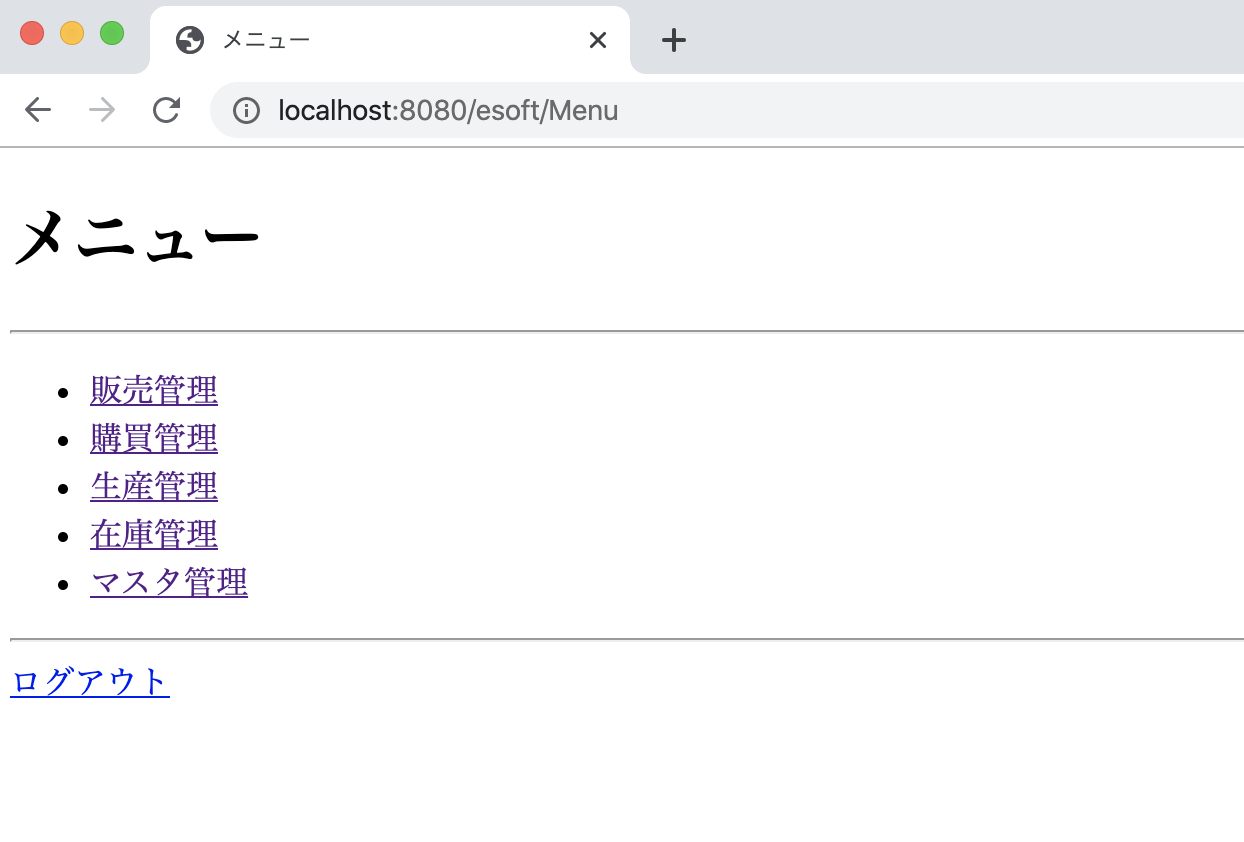 メニュー
localhost:8080/esoft/Menu
メニュー
販売管理
購買管理
生産管理
在庫管理
マスタ管理
ログアウト